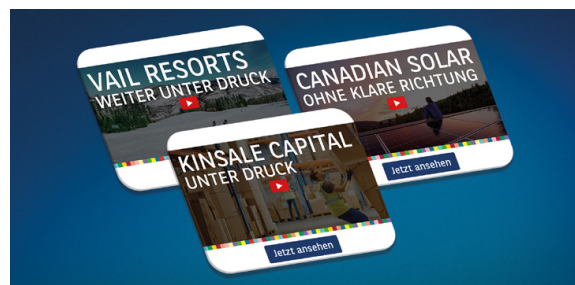 VAIL RESORTS
WEITER UNTER DRUCK
CANADIAN SOLAR
OHNE KLARE RICHTUNG
Jetzt ansehen
KINSALE CAPITAL
UNTER DRUCK
Jetzt ansehen